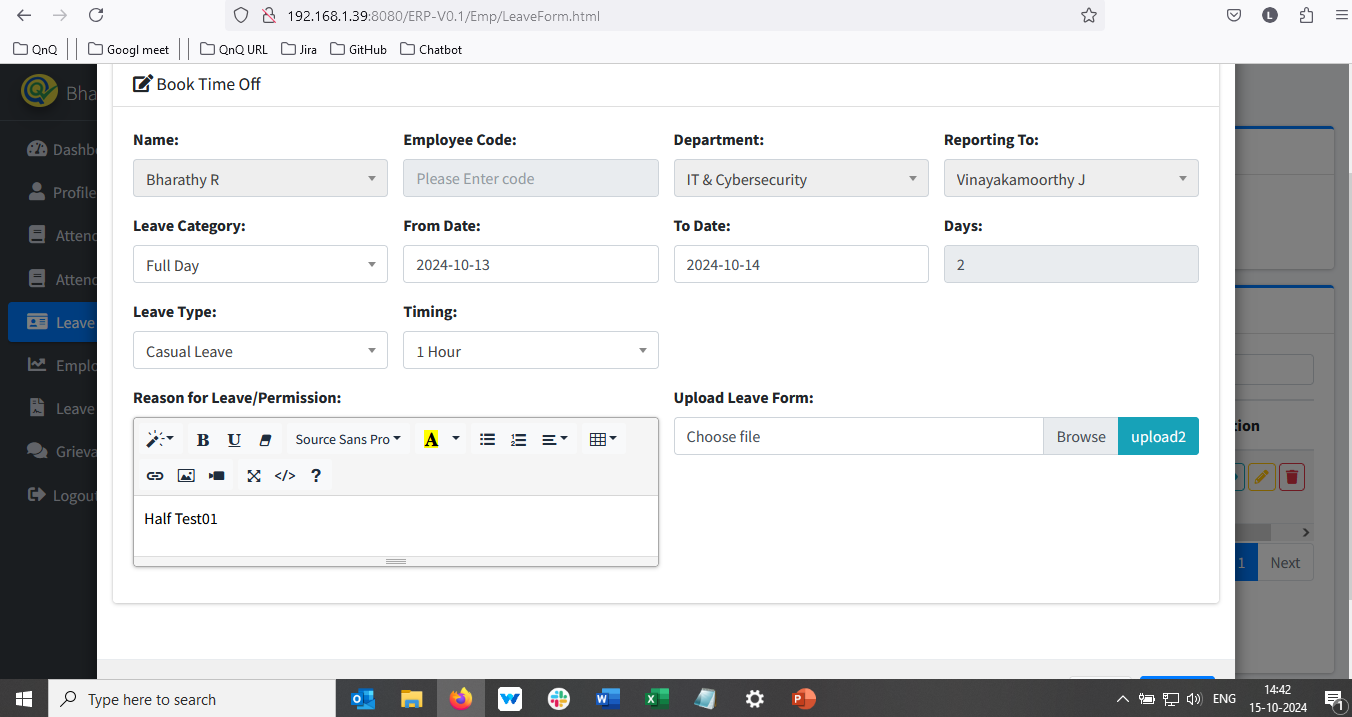 192.168.1.39:8080/ERP-V0.1/Emp/LeaveForm.html
L
QnQ Googl meet QnQ URL Jira GitHub Chatbot
Bha
Book Time Off
Dashb
Profile
Attend
Attend
Leave
Emplo
Leave
Grieva
Logout
Name: Employee Code: Department: Reporting To:
Bharathy R Please Enter code IT & Cybersecurity Vinayakamoorthy J
Leave Category: From Date: To Date: Days:
Full Day 2024-10-13 2024-10-14 2
Leave Type: Timing:
Casual Leave 1 Hour
Reason for Leave/Permission: Upload Leave Form:
B U Source Sans Pro A
Choose file Browse upload2
</> ?
Half Test01
tion
1 Next
Type here to search
ENG
14:42
15-10-2024
1